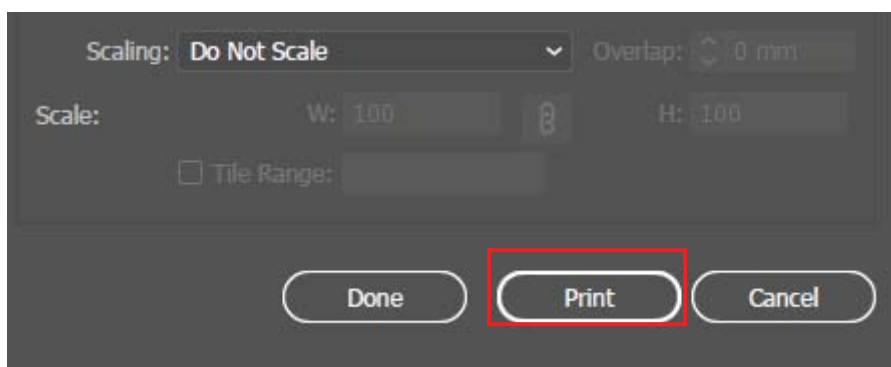 Scaling: Do Not Scale Overlap: 0 mm
Scale: W: 100 H: 100
Tile Range:
Done Print Cancel